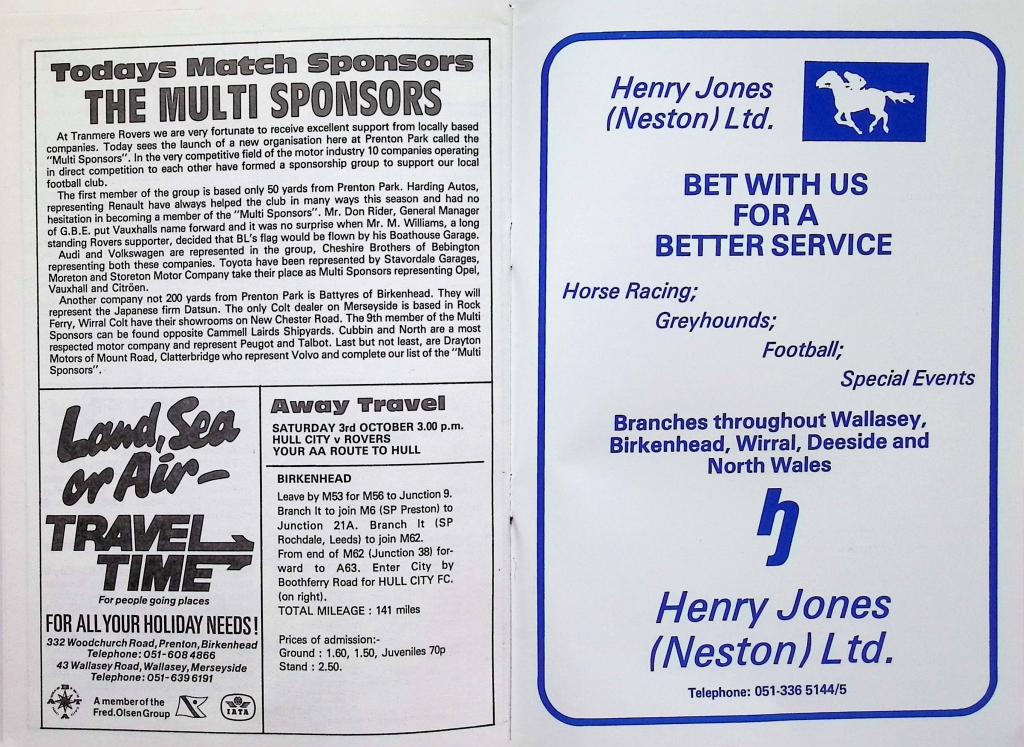 Todays Match Sponsors
THE MULTI SPONSORS
At Tranmere Rovers we are very fortunate to receive excellent support from locally based
companies. Today sees the launch of a new organisation here at Prenton Park called the
"Multi Sponsors". In the very competitive field of the motor industry 10 companies operating
in direct competition to each other have formed a sponsorship group to support our local
football club.
The first member of the group is based only 50 yards from Prenton Park. Harding Autos,
representing Renault have always helped the club in many ways this season and had no
hesitation in becoming a member of the "Multi Sponsors". Mr. Don Rider, General Manager
of G.B.E. put Vauxhalls name forward and it was no surprise when Mr. M. Williams, a long
standing Rovers supporter, decided that BL's flag would be flown by his Boathouse Garage.
Audi and Volkswagen are represented in the group, Cheshire Brothers of Bebington
representing both these companies. Toyota have been represented by Stavordale Garages,
Moreton and Storeton Motor Company take their place as Multi Sponsors representing Opel,
Vauxhall and Citröen.
Another company not 200 yards from Prenton Park is Battyres of Birkenhead. They will
represent the Japanese firm Datsun. The only Colt dealer on Merseyside is based in Rock
Ferry, Wirral Colt have their showrooms on New Chester Road. The 9th member of the Multi
Sponsors can be found opposite Cammell Lairds Shipyards. Cubbin and North are a most
respected motor company and represent Peugot and Talbot. Last but not least, are Drayton
Motors of Mount Road, Clatterbridge who represent Volvo and complete our list of the "Multi
Sponsors".
Land, Sea
or Air-
TRAVEL
TIME
For people going places
FOR ALL YOUR HOLIDAY NEEDS!
332 Woodchurch Road, Prenton, Birkenhead
Telephone: 051-608 4866
43 Wallasey Road, Wallasey, Merseyside
Telephone: 051-639 6191
A B T A
A member of the
Fred. Olsen Group
IATA
Away Travel
SATURDAY 3rd OCTOBER 3.00 p.m.
HULL CITY v ROVERS
YOUR AA ROUTE TO HULL
BIRKENHEAD
Leave by M53 for M56 to Junction 9.
Branch lt to join M6 (SP Preston) to
Junction 21A. Branch lt (SP
Rochdale, Leeds) to join M62.
From end of M62 (Junction 38) for-
ward to A63. Enter City by
Boothferry Road for HULL CITY FC.
(on right).
TOTAL MILEAGE : 141 miles
Prices of admission:-
Ground : 1.60, 1.50, Juveniles 70p
Stand : 2.50.
Henry Jones
(Neston) Ltd.
BET WITH US
FOR A
BETTER SERVICE
Horse Racing;
Greyhounds;
Football;
Special Events
Branches throughout Wallasey,
Birkenhead, Wirral, Deeside and
North Wales
hj
Henry Jones
(Neston) Ltd.
Telephone: 051-336 5144/5